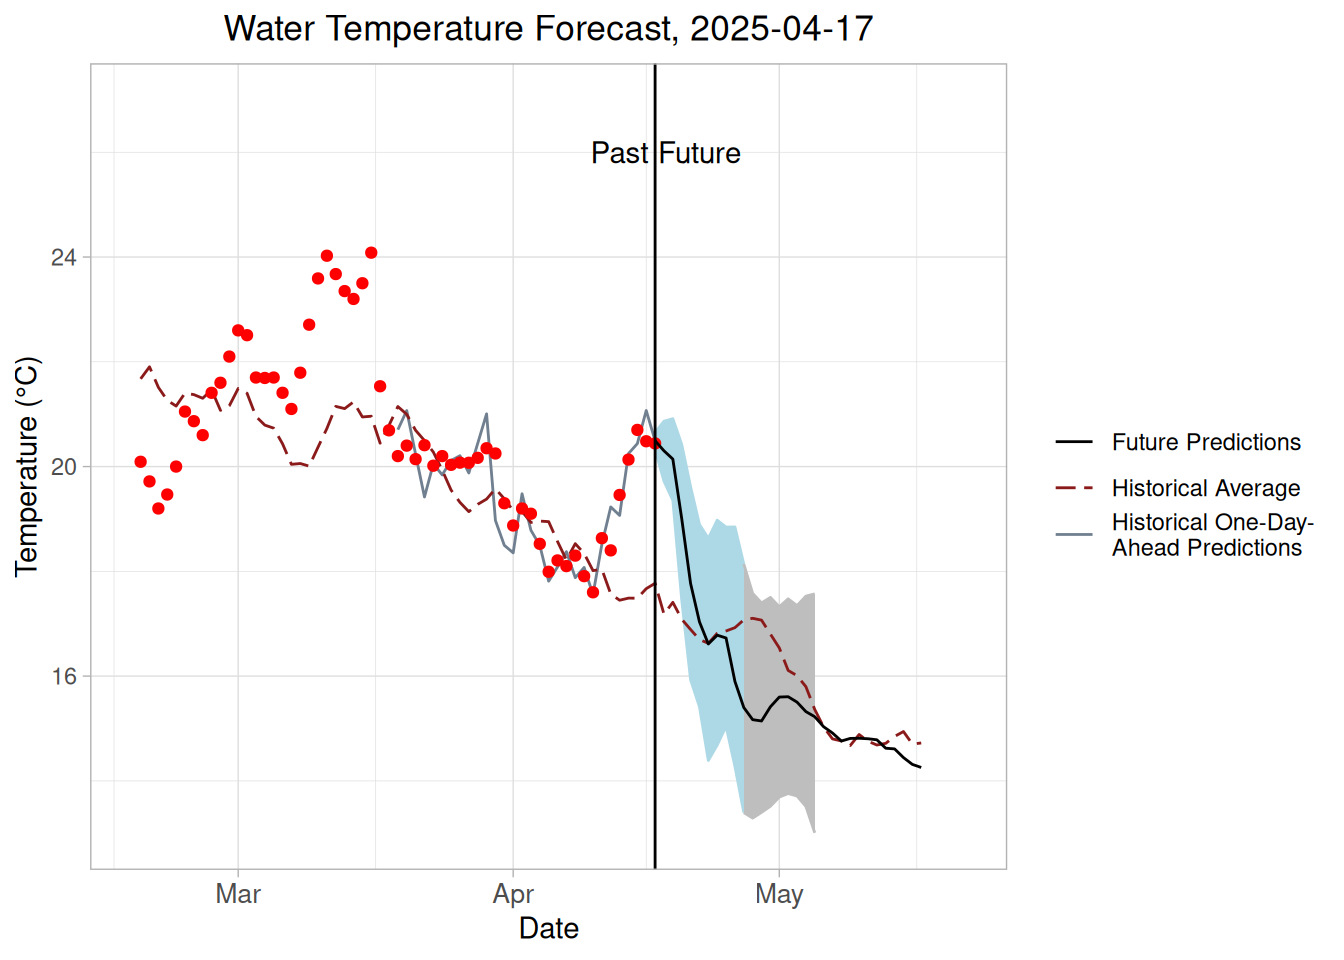 Water Temperature Forecast, 2025-04-17
Past Future
24
20
16
Temperature (°C)
Mar Apr May
Date
Future Predictions
Historical Average
Historical One-Day-
Ahead Predictions